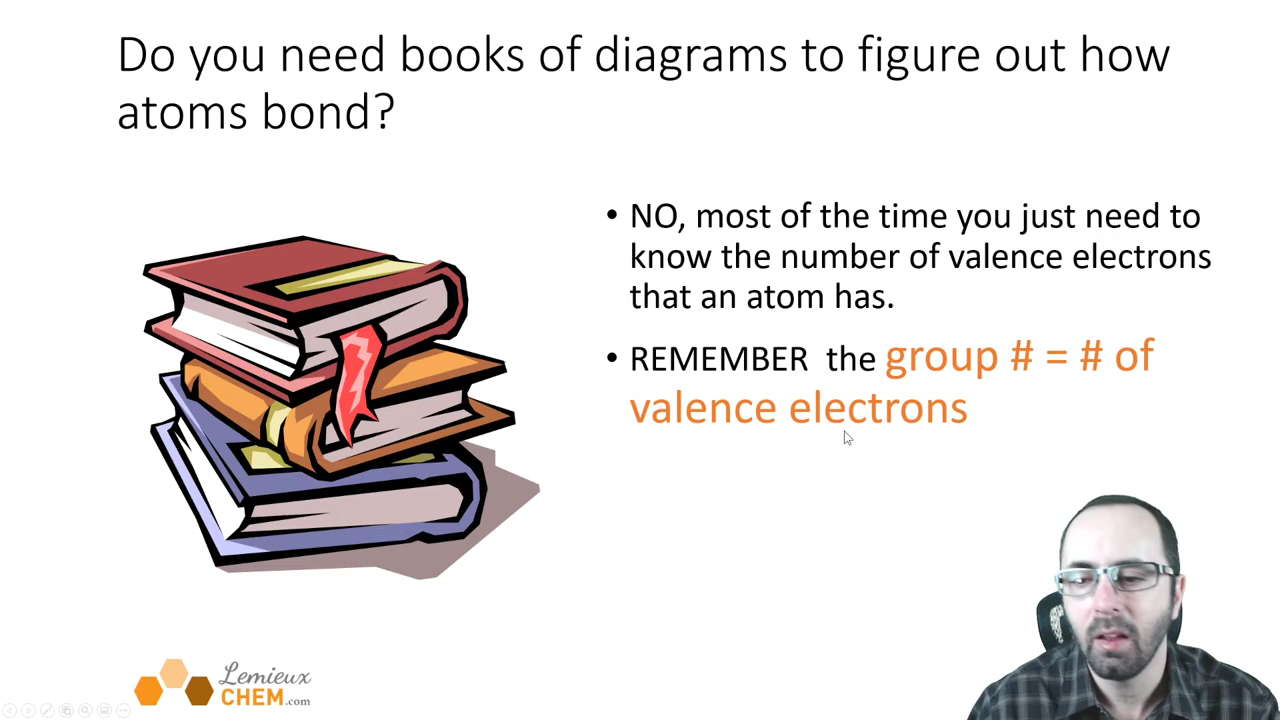 Do you need books of diagrams to figure out how
atoms bond?
• NO, most of the time you just need to
know the number of valence electrons
that an atom has.
• REMEMBER the group # = # of
valence electrons
Lemieux
CHEM.com